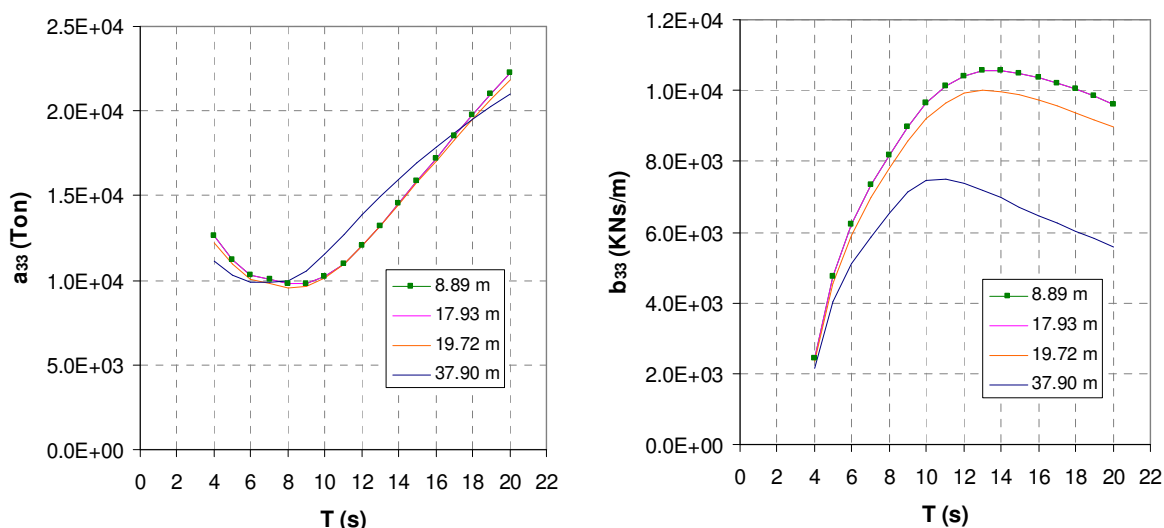 2.5E+04
2.0E+04
1.5E+04
1.0E+04
5.0E+03
0.0E+00
a33 (Ton)
8.89 m
17.93 m
19.72 m
37.90 m
0 2 4 6 8 10 12 14 16 18 20 22
T (s)
1.2E+04
1.0E+04
8.0E+03
6.0E+03
4.0E+03
2.0E+03
0.0E+00
b33 (KNs/m)
8.89 m
17.93 m
19.72 m
37.90 m
0 2 4 6 8 10 12 14 16 18 20 22
T (s)